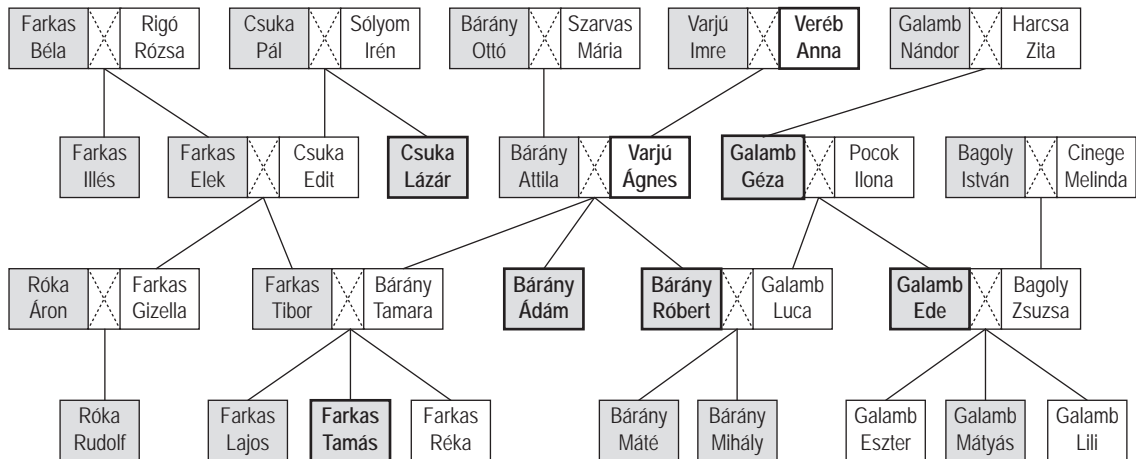 Farkas Béla
Rigó Rózsa
Csuka Pál
Sólyom Irén
Bárány Ottó
Szarvas Mária
Varjú Imre
Veréb Anna
Galamb Nándor
Harcsa Zita
Farkas Illés
Farkas Elek
Csuka Edit
Csuka Lázár
Bárány Attila
Varjú Ágnes
Galamb Géza
Pocok Ilona
Bagoly István
Cinege Melinda
Róka Áron
Farkas Gizella
Farkas Tibor
Bárány Tamara
Bárány Ádám
Bárány Róbert
Galamb Luca
Galamb Ede
Bagoly Zsuzsa
Róka Rudolf
Farkas Lajos
Farkas Tamás
Farkas Réka
Bárány Máté
Bárány Mihály
Galamb Eszter
Galamb Mátyás
Galamb Lili